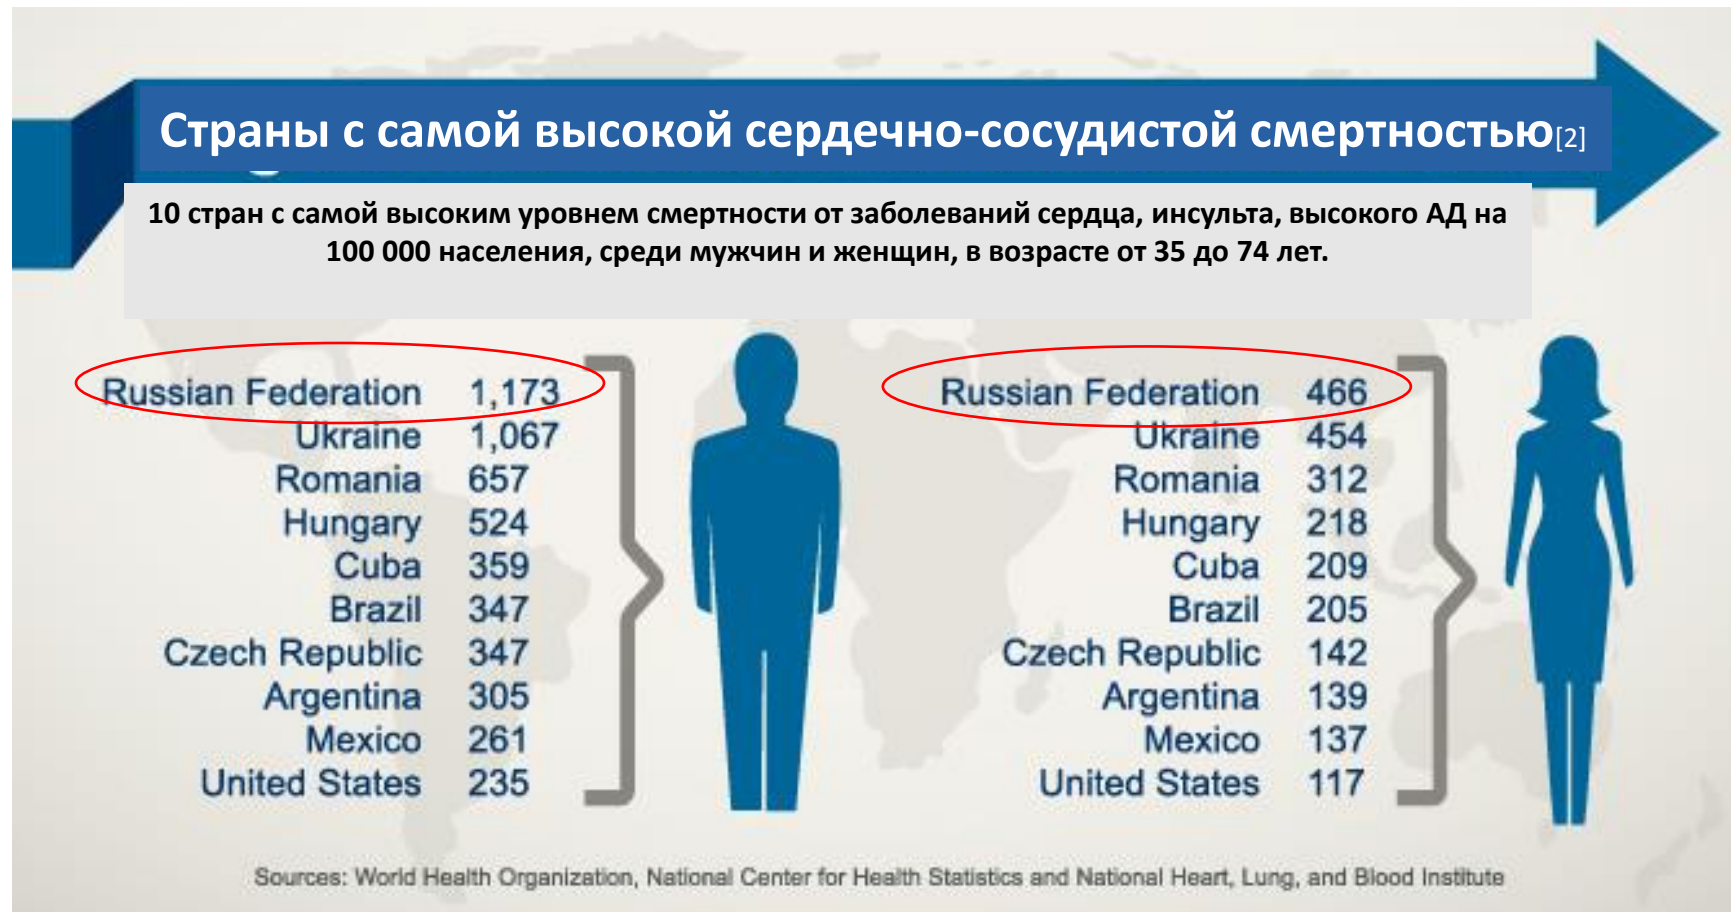 Страны с самой высокой сердечно-сосудистой смертностью[2]
10 стран с самой высоким уровнем смертности от заболеваний сердца, инсульта, высокого АД на
100 000 населения, среди мужчин и женщин, в возрасте от 35 до 74 лет.
Russian Federation 1,173
Ukraine 1,067
Romania 657
Hungary 524
Cuba 359
Brazil 347
Czech Republic 347
Argentina 305
Mexico 261
United States 235
Russian Federation 466
Ukraine 454
Romania 312
Hungary 218
Cuba 209
Brazil 205
Czech Republic 142
Argentina 139
Mexico 137
United States 117
Sources: World Health Organization, National Center for Health Statistics and National Heart, Lung, and Blood Institute